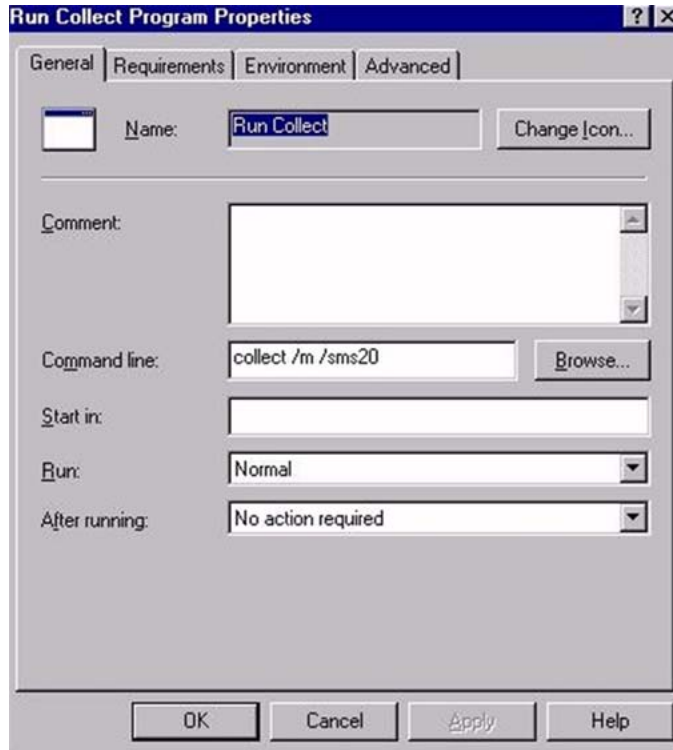 Run Collect Program Properties ? ×
General Requirements Environment Advanced
Name: Run Collect Change Icon...
Comment:
Command line: collect /m /sms20 Browse...
Start in:
Run: Normal
After running: No action required
OK Cancel Apply Help